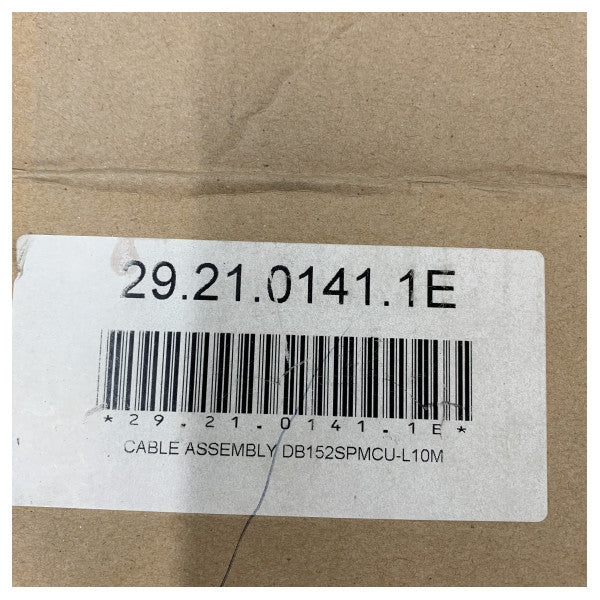 29.21.0141.1E
*29.21.0141.1E*
CABLE ASSEMBLY DB152SPMCU-L10M